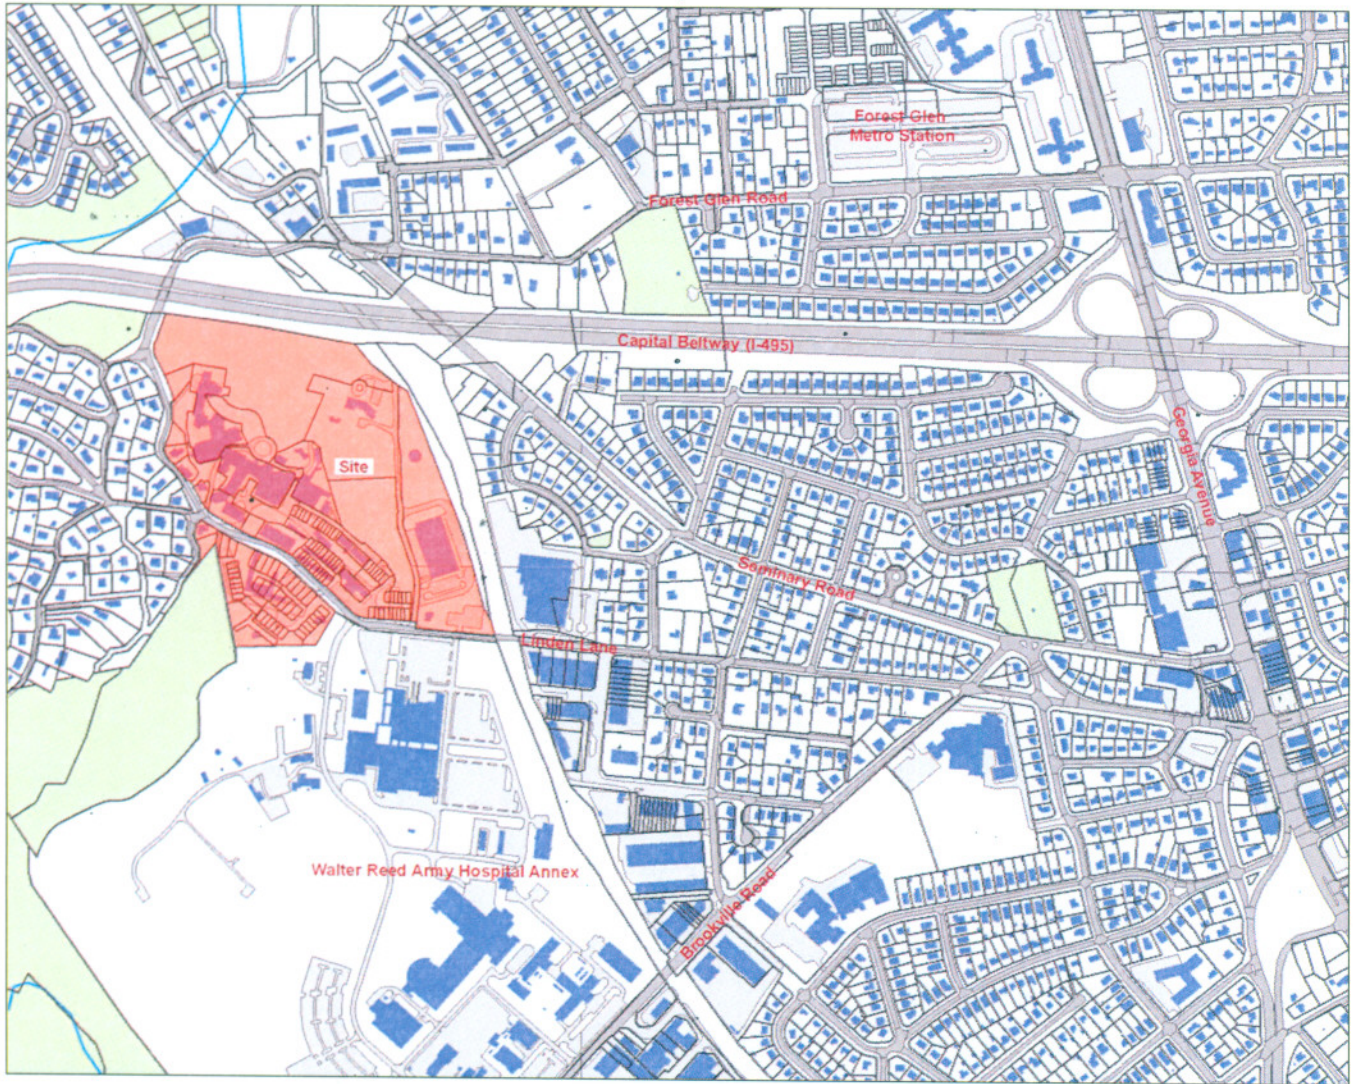 Forest Glen
Metro Station
Forest Glen Road
Capital Beltway (I-495)
Georgia Avenue
Site
Seminary Road
Linden Lane
Walter Reed Army Hospital Annex
Brookville Road